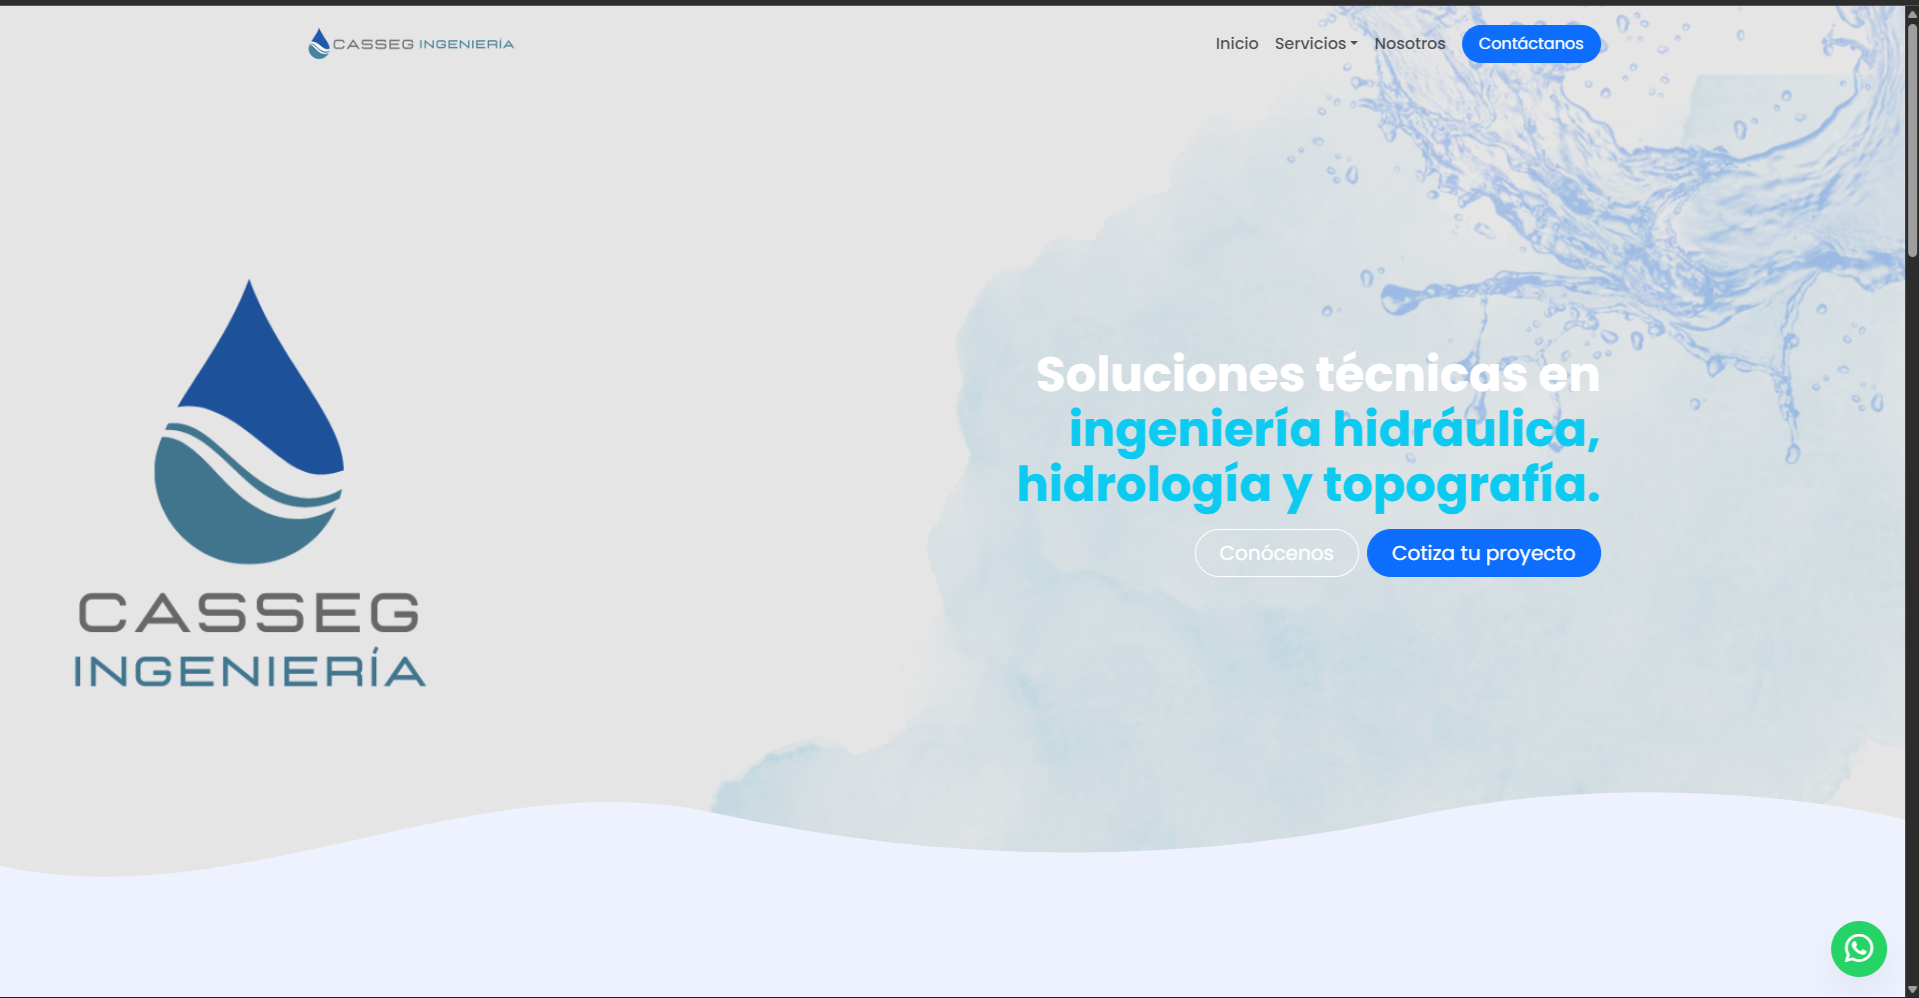 CASSEG INGENIERÍA
Inicio
Servicios
Nosotros
Contáctanos
Soluciones técnicas en
ingeniería hidráulica,
hidrología y topografía.
Conócenos
Cotiza tu proyecto
CASSEG
INGENIERÍA